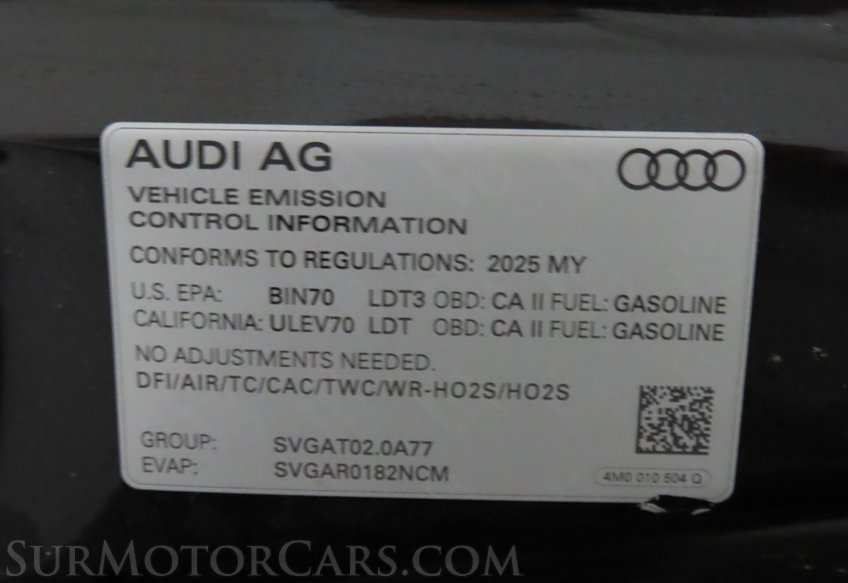 AUDI AG
VEHICLE EMISSION
CONTROL INFORMATION
CONFORMS TO REGULATIONS: 2025 MY
U.S. EPA: BIN70 LDT3 OBD: CA II FUEL: GASOLINE
CALIFORNIA: ULEV70 LDT OBD: CA II FUEL: GASOLINE
NO ADJUSTMENTS NEEDED.
DFI/AIR/TC/CAC/TWC/WR-HO2S/HO2S
GROUP: SVGAT02.0A77
EVAP: SVGAR0182NCM
4M0 010 504 Q
SURMOTORCARS.COM